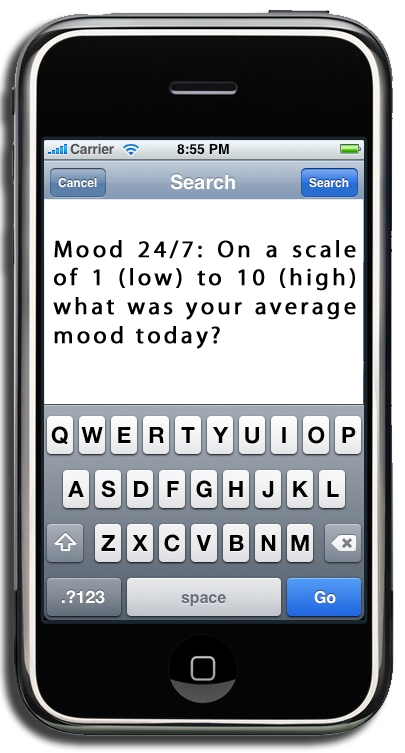 Carrier 8:55 PM
Cancel Search Search
Mood 24/7: On a scale
of 1 (low) to 10 (high)
what was your average
mood today?
Q W E R T Y U I O P
A S D F G H J K L
Z X C V B N M
.?123 space Go